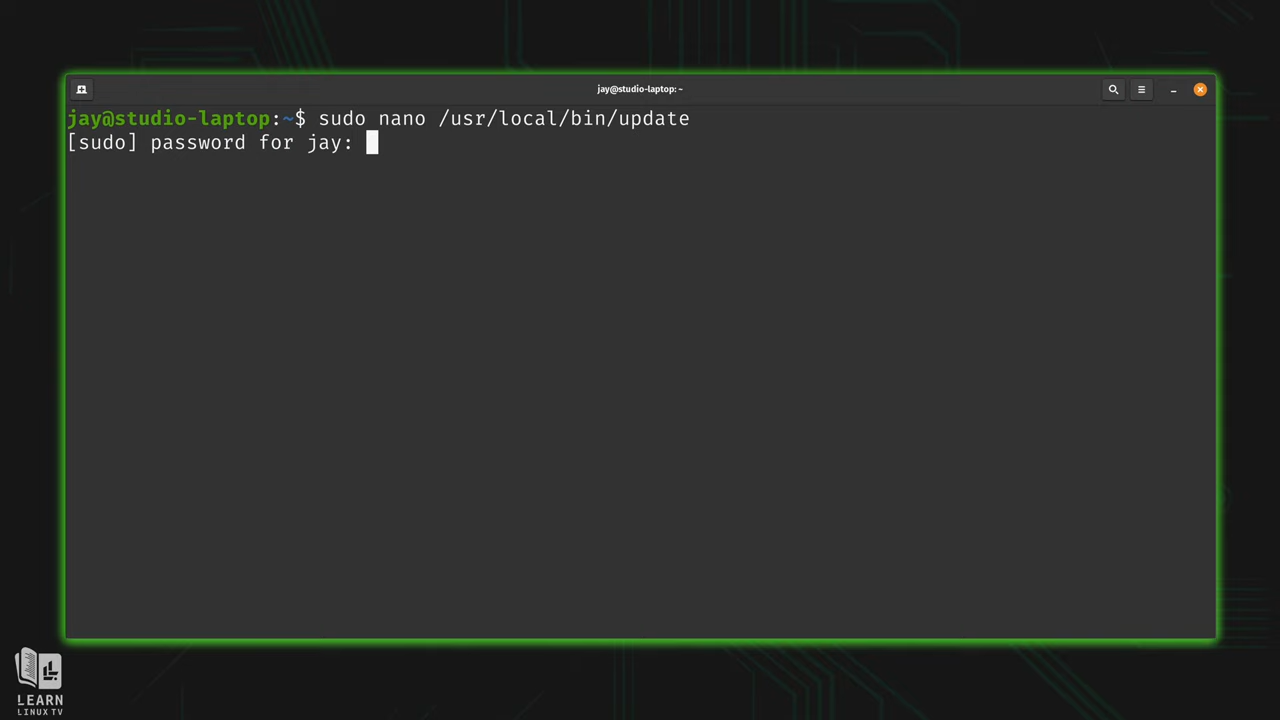 jay@studio-laptop: ~
jay@studio-laptop:~$ sudo nano /usr/local/bin/update
[sudo] password for jay:
LEARN
LINUX TV